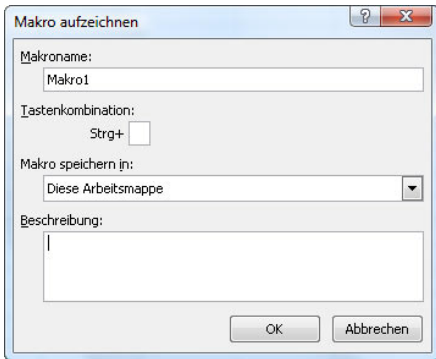 Makro aufzeichnen
Makroname:
Makro1
Tastenkombination:
Strg+
Makro speichern in:
Diese Arbeitsmappe
Beschreibung:
OK Abbrechen